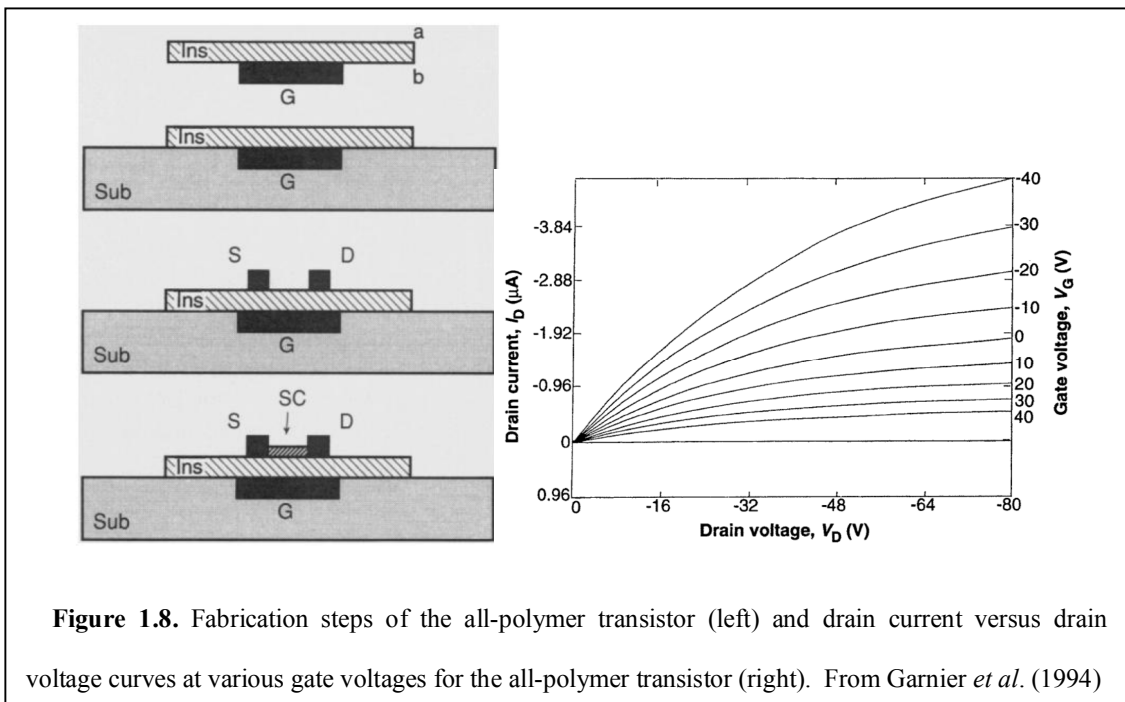 Ins
a
b
G
Ins
Sub
G
S D
Ins
Sub
G
SC
S D
Ins
Sub
G
Drain current, I_D (μA)
-3.84
-2.88
-1.92
-0.96
0
0.96
0 -16 -32 -48 -64 -80
Drain voltage, V_D (V)
-40
-30
-20
-10
0
10
20
30
40
Gate voltage, V_G (V)
Figure 1.8. Fabrication steps of the all-polymer transistor (left) and drain current versus drain
voltage curves at various gate voltages for the all-polymer transistor (right). From Garnier et al. (1994)